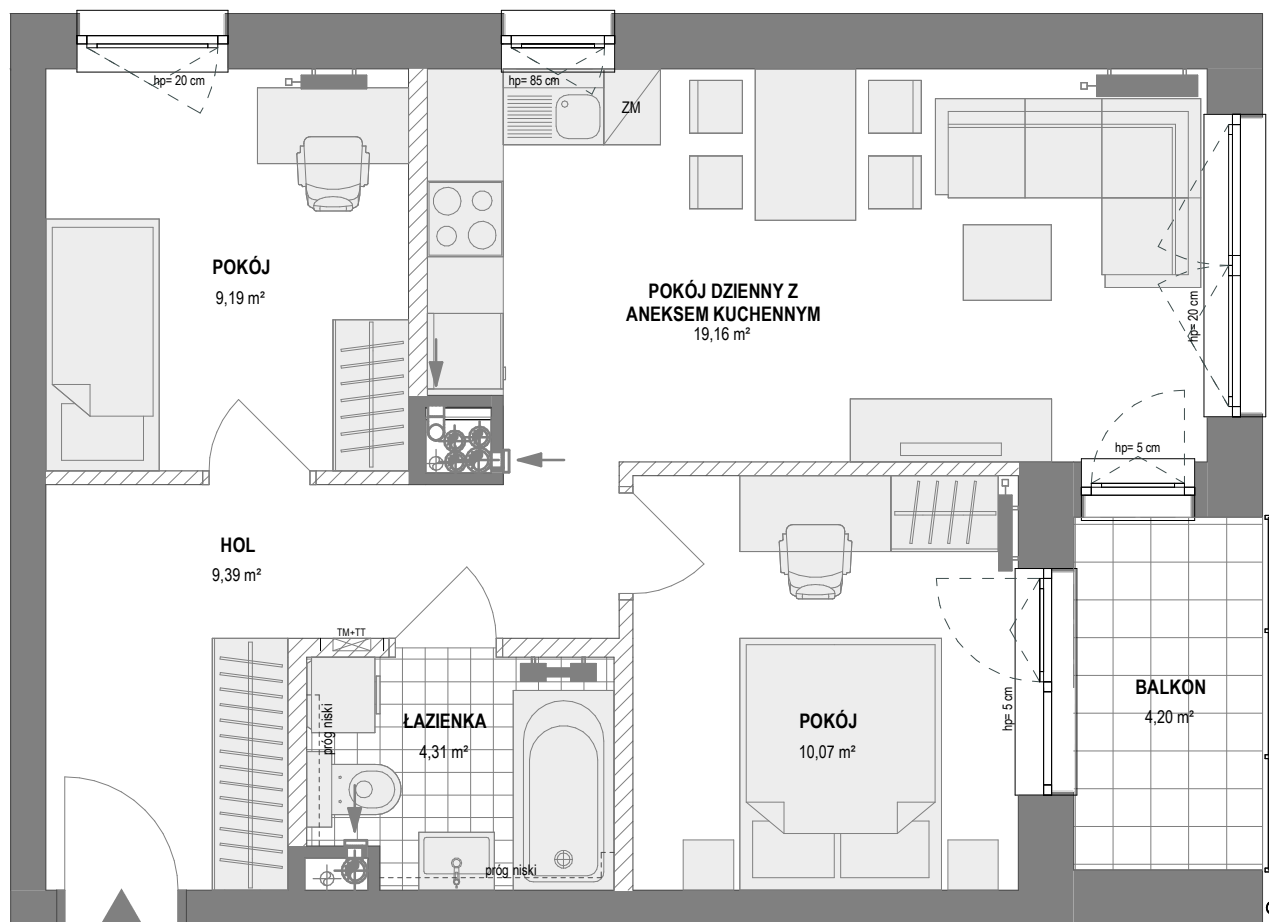 hp= 20 cm
hp= 85 cm
ZM
POKÓJ
9,19 m²
POKÓJ DZIENNY Z
ANEKSEM KUCHENNYM
19,16 m²
hp= 20 cm
hp= 5 cm
HOL
9,39 m²
TM+TT
próg niski
ŁAZIENKA
4,31 m²
próg niski
POKÓJ
10,07 m²
hp= 5 cm
BALKON
4,20 m²